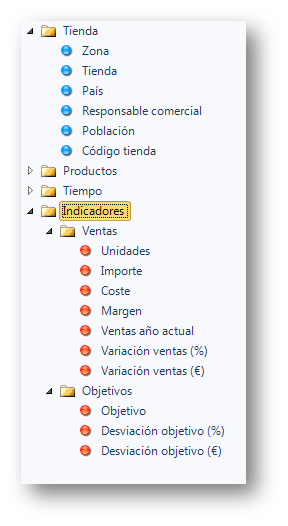 Tienda
Zona
Tienda
País
Responsable comercial
Población
Código tienda
Productos
Tiempo
Indicadores
Ventas
Unidades
Importe
Coste
Margen
Ventas año actual
Variación ventas (%)
Variación ventas (€)
Objetivos
Objetivo
Desviación objetivo (%)
Desviación objetivo (€)